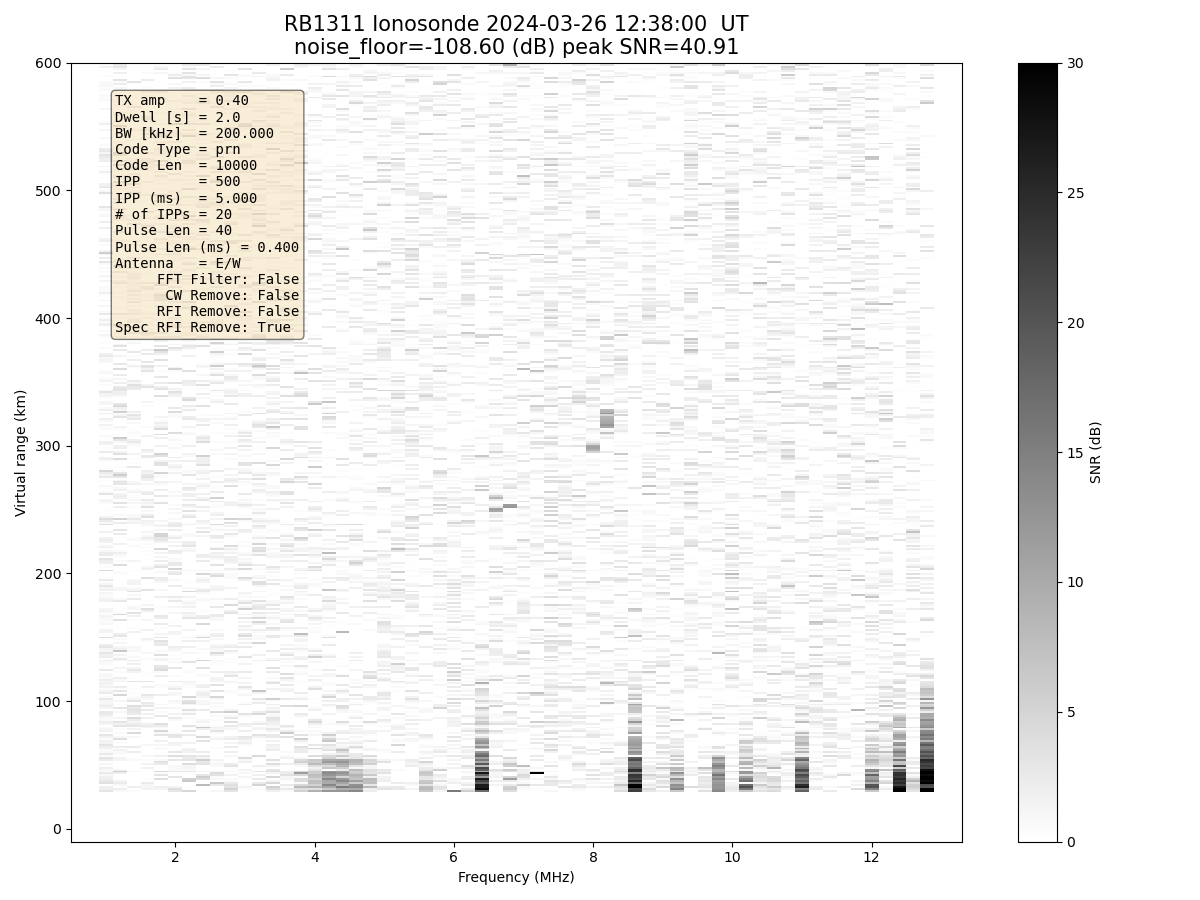 RB1311 Ionosonde 2024-03-26 12:38:00  UT
noise_floor=-108.60 (dB) peak SNR=40.91
TX amp    = 0.40
Dwell [s] = 2.0
BW [kHz]  = 200.000
Code Type = prn
Code Len  = 10000
IPP       = 500
IPP (ms)  = 5.000
# of IPPs = 20
Pulse Len = 40
Pulse Len (ms) = 0.400
Antenna   = E/W
FFT Filter: False
CW Remove: False
RFI Remove: False
Spec RFI Remove: True
600
500
400
300
200
100
0
Virtual range (km)
2
4
6
8
10
12
Frequency (MHz)
30
25
20
15
10
5
0
SNR (dB)